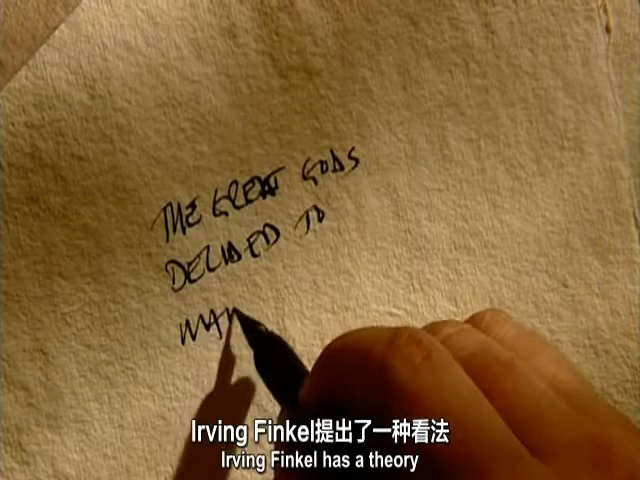 THE GREAT GODS
DECIDED TO
MAK
Irving Finkel提出了一种看法
Irving Finkel has a theory